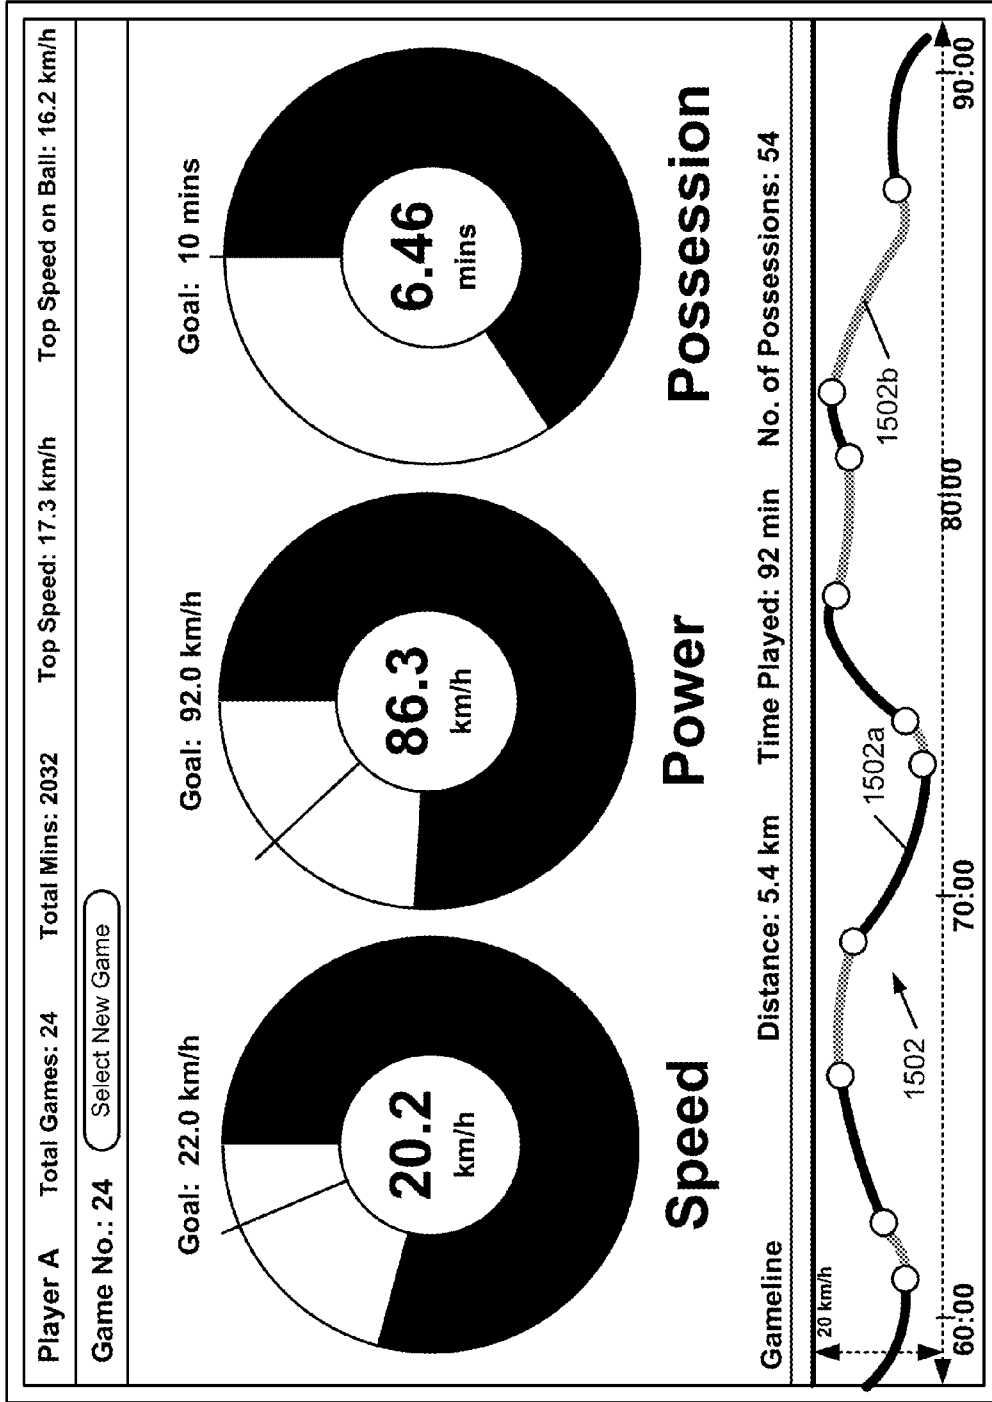 Player A Total Games: 24 Total Mins: 2032 Top Speed: 17.3 km/h Top Speed on Ball: 16.2 km/h
Game No.: 24 Select New Game
Goal: 22.0 km/h
20.2
km/h
Speed
Goal: 92.0 km/h
86.3
km/h
Power
Goal: 10 mins
6.46
mins
Possession
Gameline Distance: 5.4 km Time Played: 92 min No. of Possessions: 54
20 km/h
1502
1502a
1502b
60:00 70:00 80:00 90:00